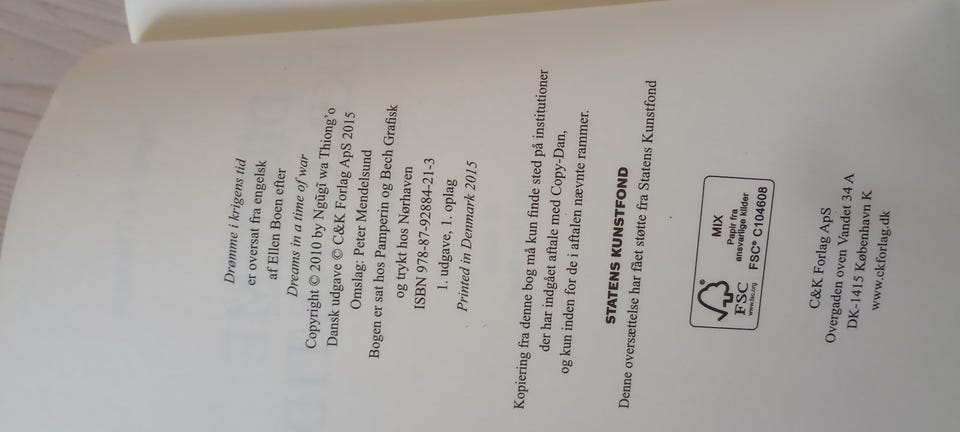 Drømme i krigens tid
er oversat fra engelsk
af Ellen Boen efter
Dreams in a time of war
Copyright © 2010 by Ngũgĩ wa Thiong'o
Dansk udgave © C&K Forlag ApS 2015
Omslag: Peter Mendelsund
Bogen er sat hos Pamperin og Bech Grafisk
og trykt hos Nørhaven
ISBN 978-87-92884-21-3
1. udgave, 1. oplag
Printed in Denmark 2015
Kopiering fra denne bog må kun finde sted på institutioner
der har indgået aftale med Copy-Dan,
og kun inden for de i aftalen nævnte rammer.
STATENS KUNSTFOND
Denne oversættelse har fået støtte fra Statens Kunstfond
FSC
www.fsc.org
MIX
Papir fra
ansvarlige kilder
FSC® C104608
C&K Forlag ApS
Overgaden oven Vandet 34 A
DK-1415 København K
www.ckforlag.dk